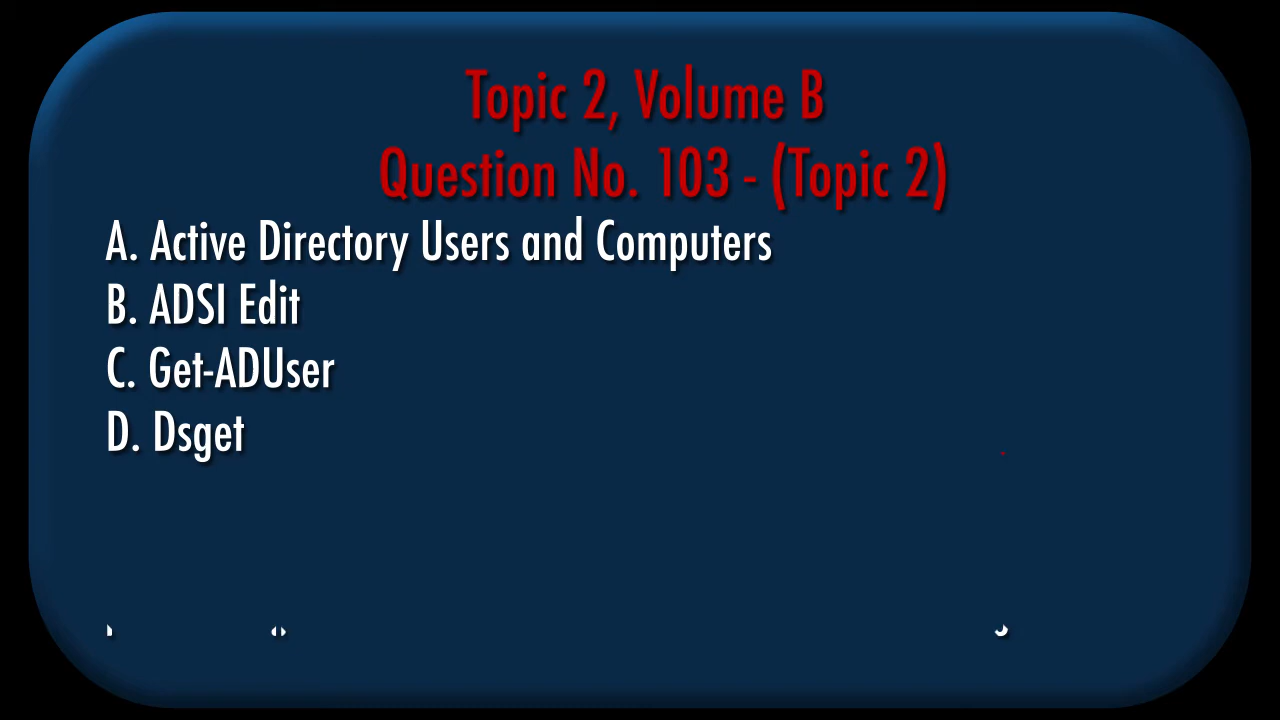 Topic 2, Volume B
Question No. 103 - (Topic 2)
A. Active Directory Users and Computers
B. ADSI Edit
C. Get-ADUser
D. Dsget